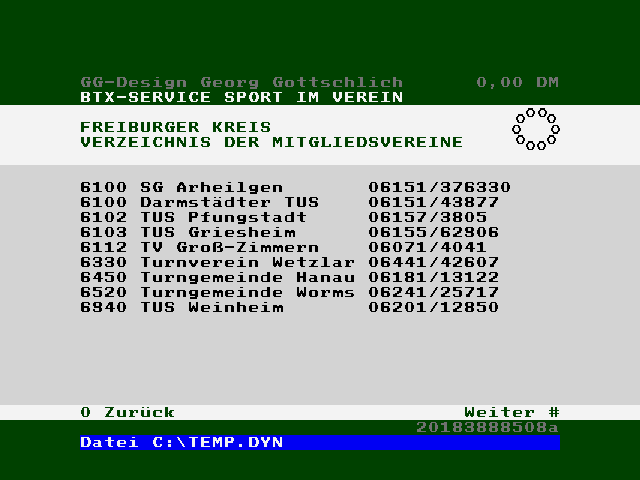 GG-Design Georg Gottschlich 0,00 DM
BTX-SERVICE SPORT IM VEREIN
FREIBURGER KREIS
VERZEICHNIS DER MITGLIEDSVEREINE
6100 SG Arheilgen 06151/376330
6100 Darmstädter TUS 06151/43877
6102 TUS Pfungstadt 06157/3805
6103 TUS Griesheim 06155/62906
6112 TV Groß-Zimmern 06071/4041
6330 Turnverein Wetzlar 06441/42607
6450 Turngemeinde Hanau 06181/13122
6520 Turngemeinde Worms 06241/25717
6940 TUS Weinheim 06201/12850
0 Zurück Weiter #
20183888508a
Datei C:\TEMP.DYN